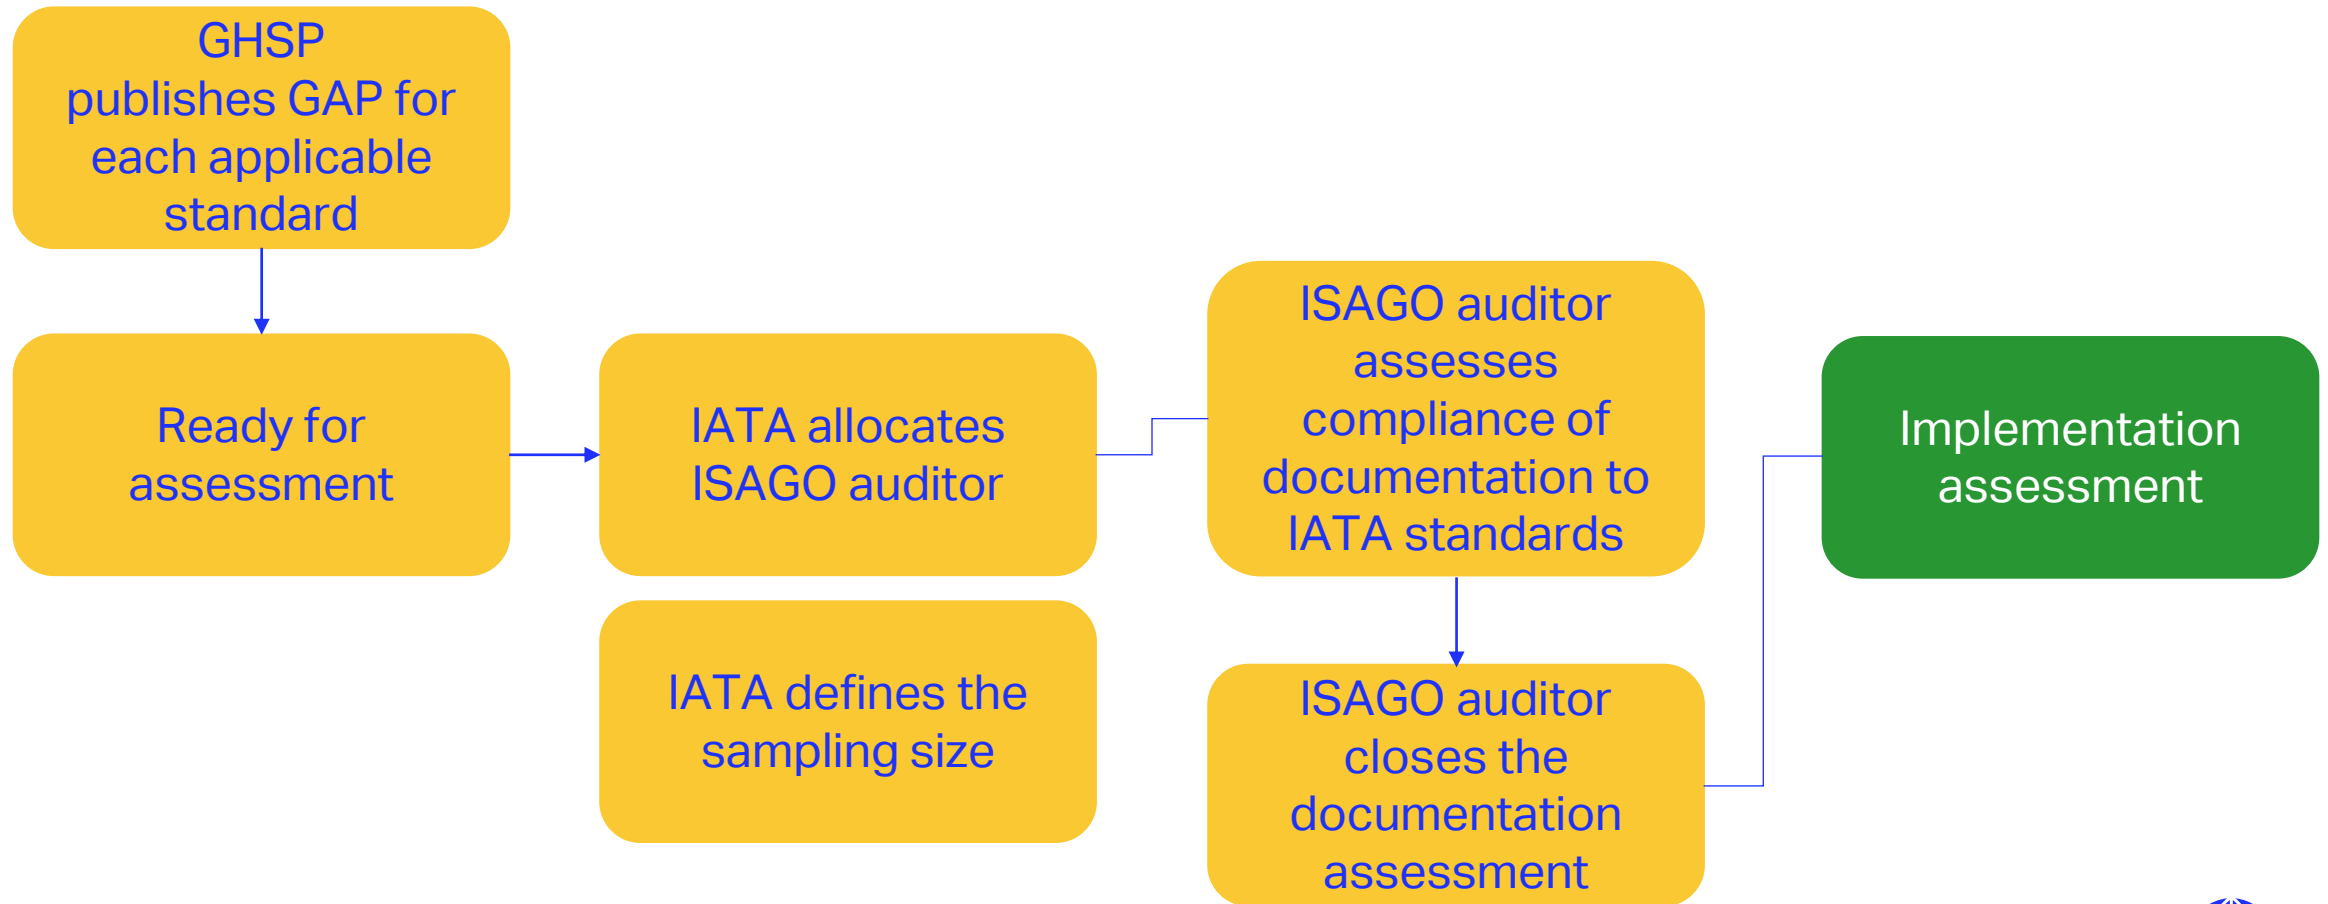 GHSP
publishes GAP for
each applicable
standard
Ready for
assessment
IATA allocates
ISAGO auditor
IATA defines the
sampling size
ISAGO auditor
assesses
compliance of
documentation to
IATA standards
ISAGO auditor
closes the
documentation
assessment
Implementation
assessment